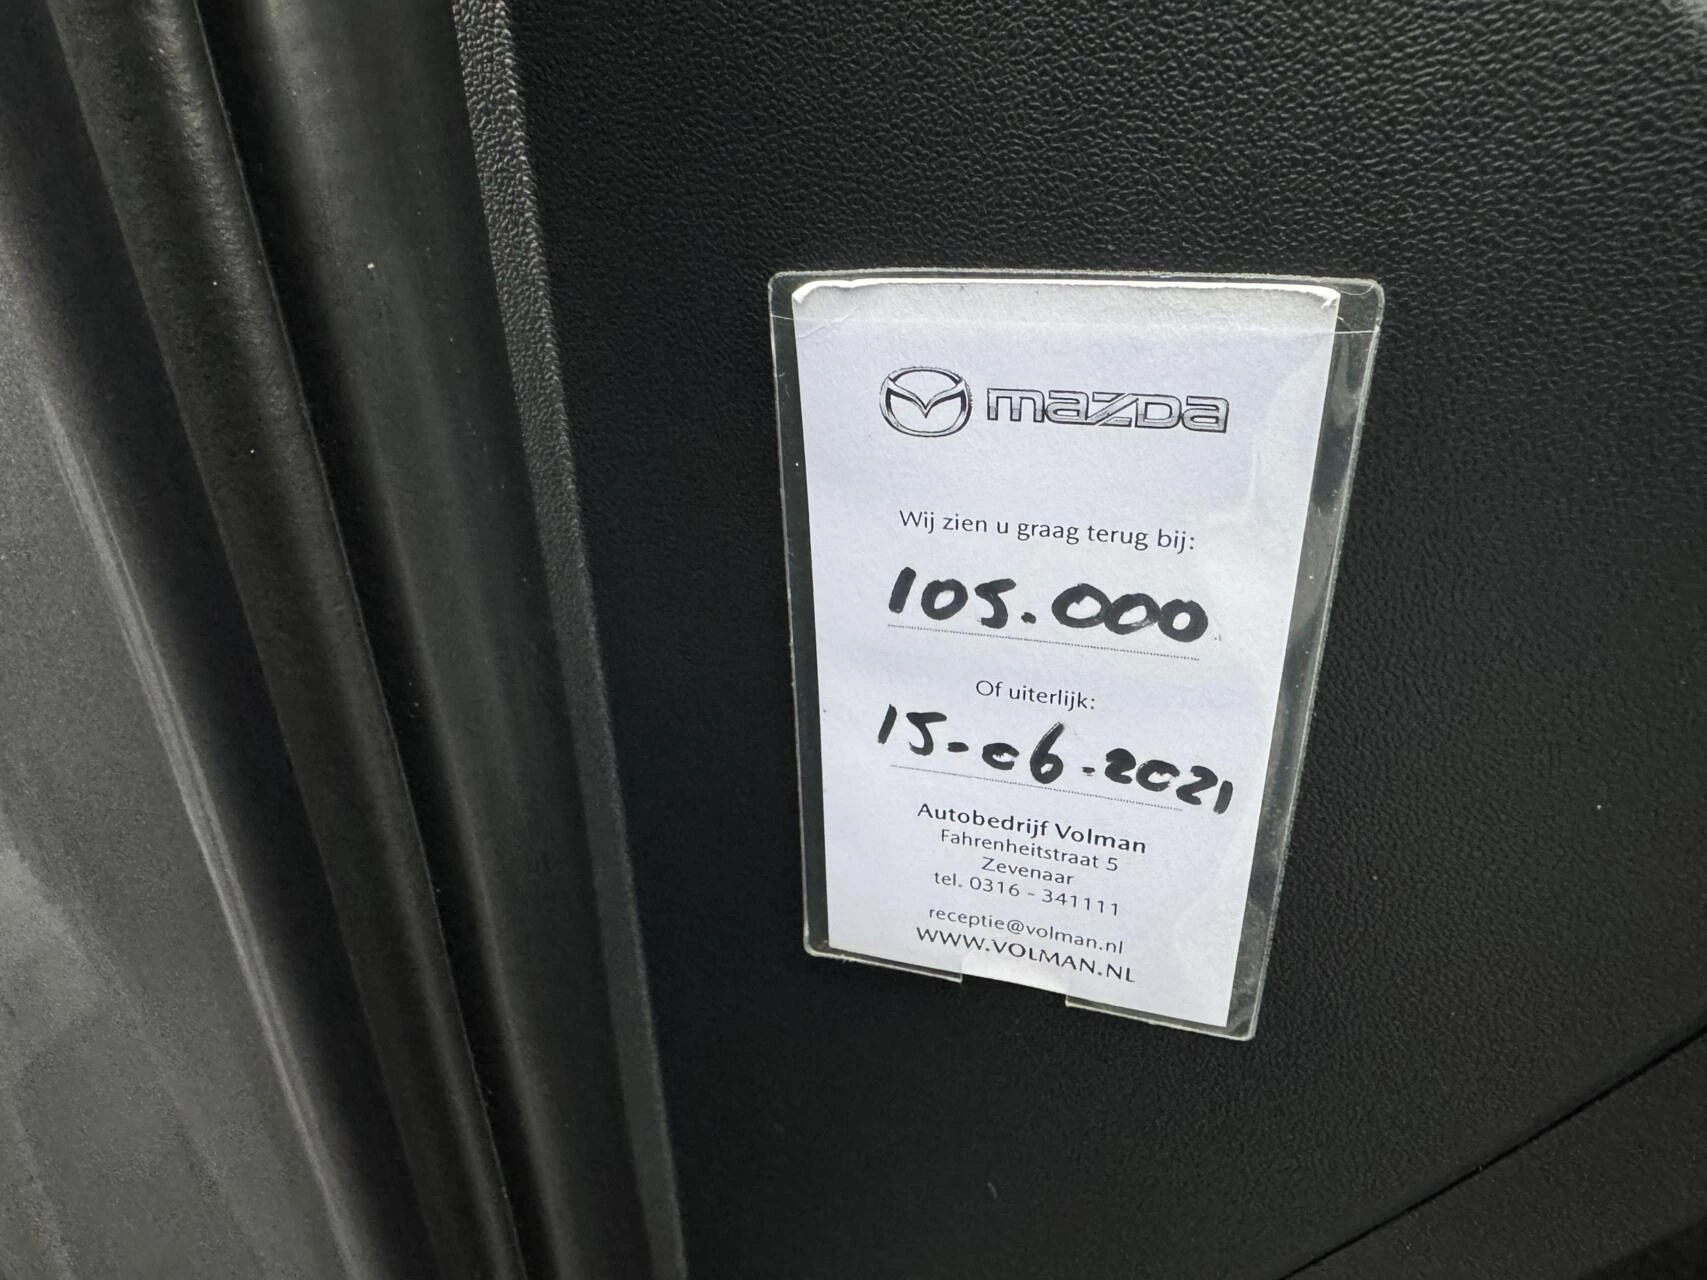 mazda
Wij zien u graag terug bij:
105.000
Of uiterlijk:
15-06-2021
Autobedrijf Volman
Fahrenheitstraat 5
Zevenaar
tel. 0316 - 341111
receptie@volman.nl
WWW.VOLMAN.NL